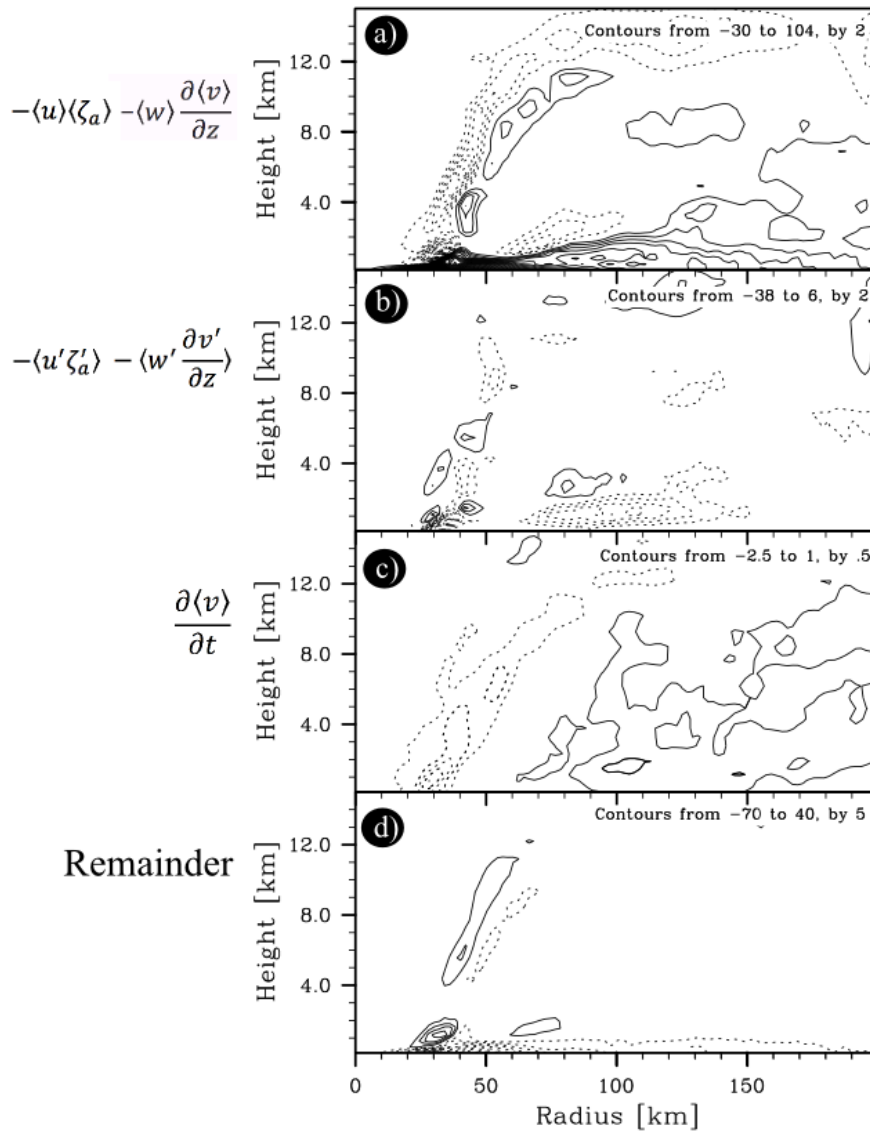 a)
Contours from −30 to 104, by 2
12.0
8.0
4.0
Height [km]
−⟨u⟩⟨ζₐ⟩ −⟨w⟩ ∂⟨v⟩/∂z
b)
Contours from −38 to 6, by 2
12.0
8.0
4.0
Height [km]
−⟨u′ζ′ₐ⟩ − ⟨w′ ∂v′/∂z⟩
c)
Contours from −2.5 to 1, by .5
12.0
8.0
4.0
Height [km]
∂⟨v⟩/∂t
d)
Contours from −70 to 40, by 5
12.0
8.0
4.0
Height [km]
Remainder
0 50 100 150
Radius [km]